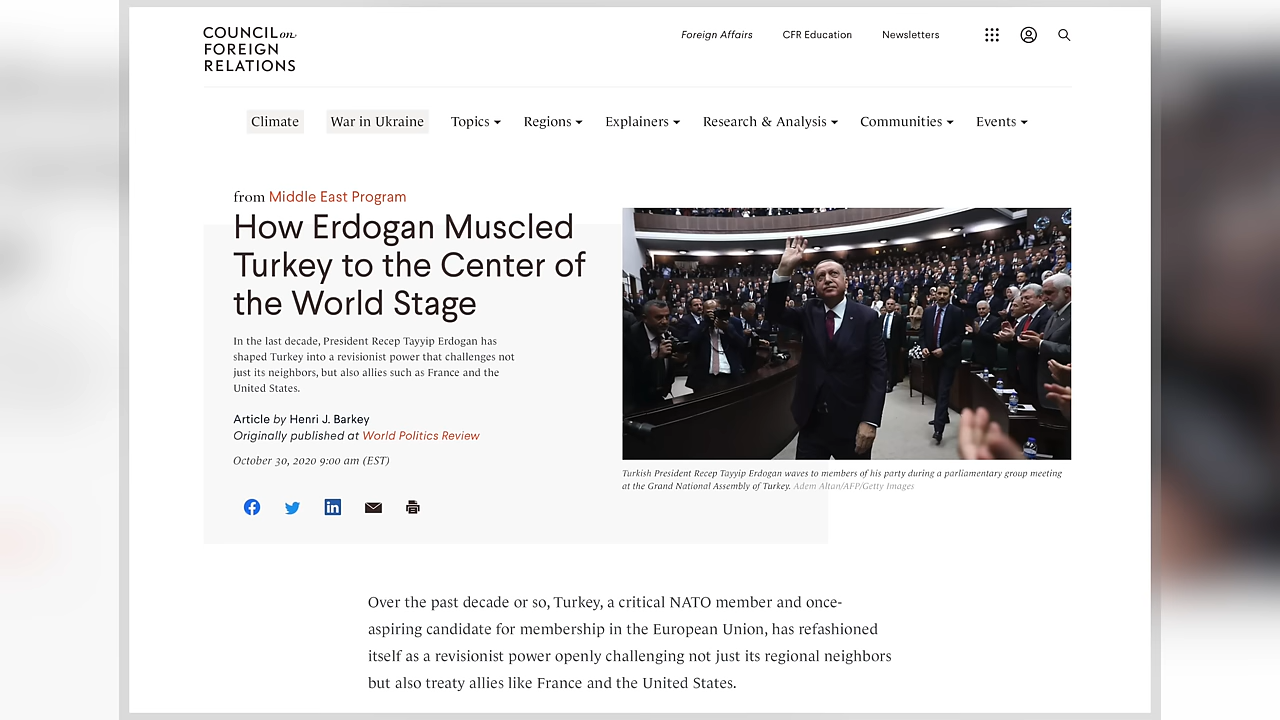 COUNCIL on
FOREIGN
RELATIONS
Foreign Affairs
CFR Education
Newsletters
Climate
War in Ukraine
Topics
Regions
Explainers
Research & Analysis
Communities
Events
from Middle East Program
How Erdogan Muscled
Turkey to the Center of
the World Stage
In the last decade, President Recep Tayyip Erdogan has
shaped Turkey into a revisionist power that challenges not
just its neighbors, but also allies such as France and the
United States.
Article by Henri J. Barkey
Originally published at World Politics Review
October 30, 2020 9:00 am (EST)
Turkish President Recep Tayyip Erdogan waves to members of his party during a parliamentary group meeting
at the Grand National Assembly of Turkey. Adem Altan/AFP/Getty Images
Over the past decade or so, Turkey, a critical NATO member and once-
aspiring candidate for membership in the European Union, has refashioned
itself as a revisionist power openly challenging not just its regional neighbors
but also treaty allies like France and the United States.